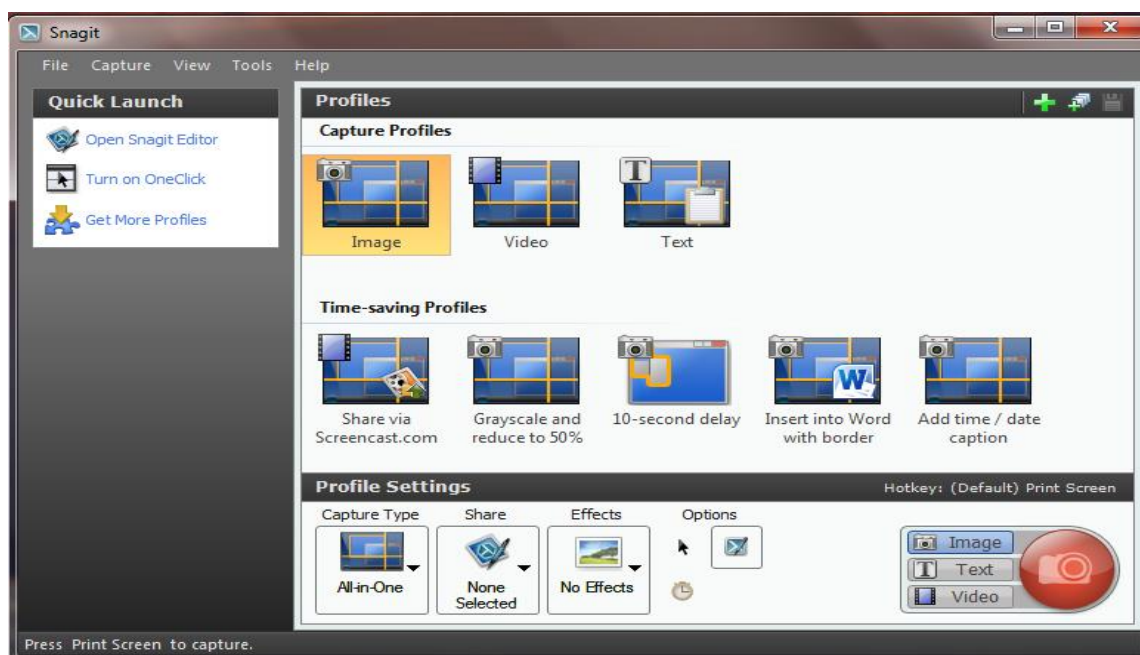 Snagit
File Capture View Tools Help
Quick Launch
Open Snagit Editor
Turn on OneClick
Get More Profiles
Profiles
Capture Profiles
Image
Video
T
Text
Time-saving Profiles
Share via
Screencast.com
Grayscale and
reduce to 50%
10-second delay
W
Insert into Word
with border
Add time / date
caption
Profile Settings
Hotkey: (Default) Print Screen
Capture Type
Share
Effects
Options
All-in-One
None
Selected
No Effects
Image
T Text
Video
Press Print Screen to capture.